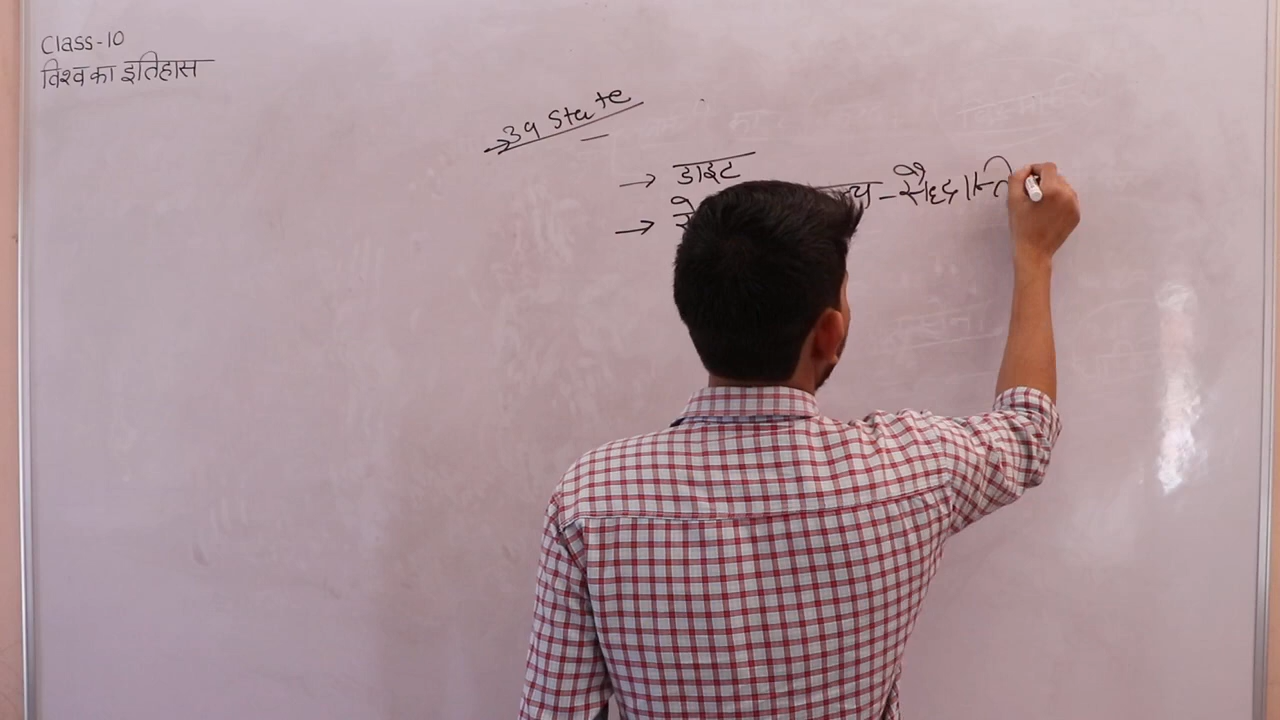 Class-10
विश्व का इतिहास
→39 State
→ डाइट
→
- सैद्धान्ति